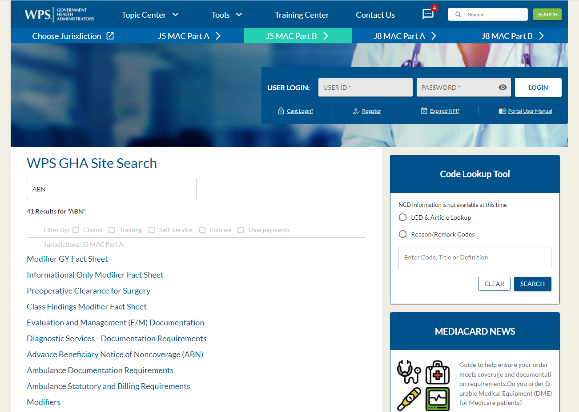 WPS GOVERNMENT HEALTH ADMINISTRATORS
Topic Center Tools Training Center Contact Us Search SEARCH
Choose Jurisdiction J5 MAC Part A J5 MAC Part B J8 MAC Part A J8 MAC Part B
USER LOGIN: USER ID * PASSWORD * LOGIN
Cant Login? Register Expired NPI? Portal User Manual
WPS GHA Site Search
ABN
41 Results for "ABN"
Filter By: Claims Training Self-Service Policies Overpayments
Jurisdictions: J5 MAC Part A
Modifier GY Fact Sheet
Informational Only Modifier Fact Sheet
Preoperative Clearance for Surgery
Class Findings Modifier Fact Sheet
Evaluation and Management (E/M) Documentation
Diagnostic Services - Documentation Requirements
Advance Beneficiary Notice of Noncoverage (ABN)
Ambulance Documentation Requirements
Ambulance Statutory and Billing Requirements
Modifiers
Code Lookup Tool
NCD Information is not available at this time
LCD & Article Lookup
Reason/Remark Codes
Enter Code, Title or Definition
CLEAR SEARCH
MEDIACARD NEWS
Guide to help ensure your order
meets coverage and documentati
on requirements.Do you order D
urable Medical Equipment (DME)
for Medicare patients?